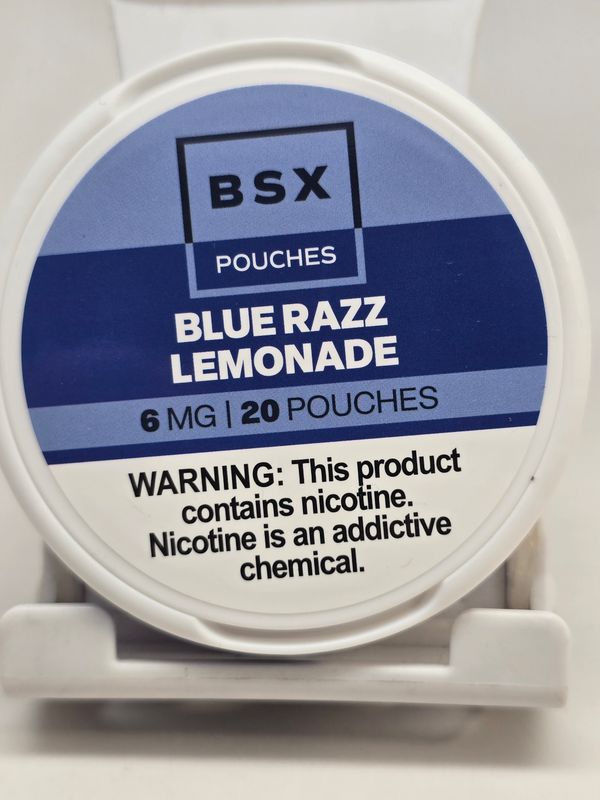 BSX
POUCHES
BLUE RAZZ
LEMONADE
6 MG | 20 POUCHES
WARNING: This product
contains nicotine.
Nicotine is an addictive
chemical.